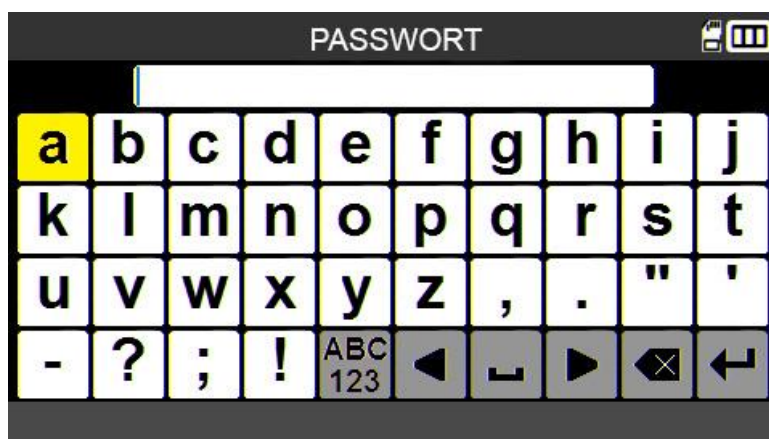 PASSWORT
a b c d e f g h i j
k l m n o p q r s t
u v w x y z , . " '
- ? ; ! ABC
123